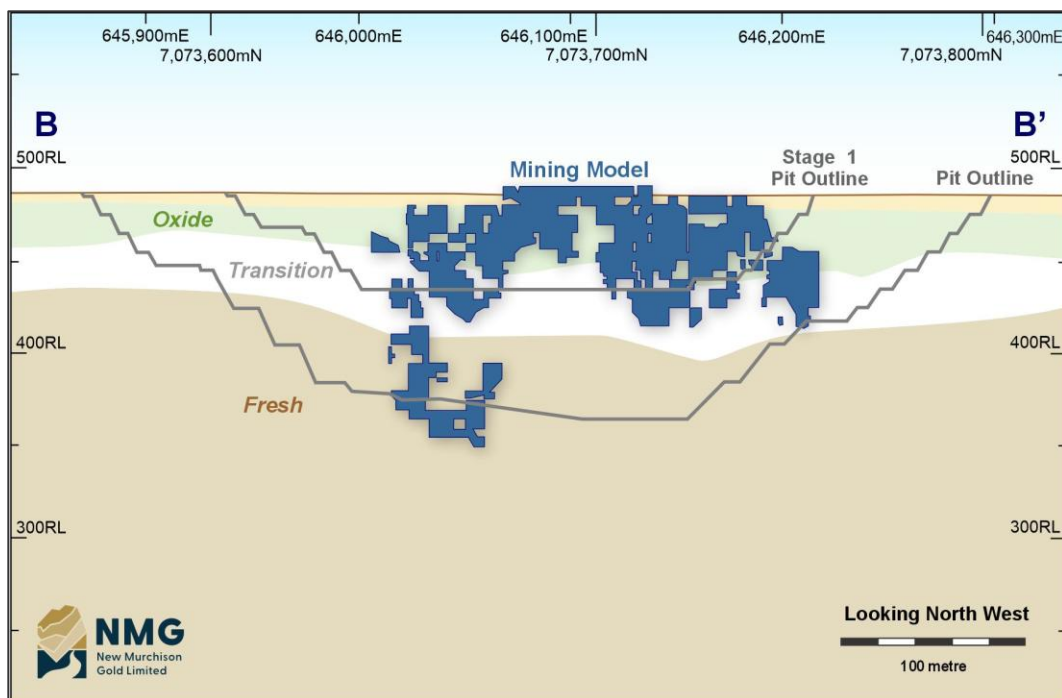 645,900mE
646,000mE
646,100mE
646,200mE
646,300mE
7,073,600mN
7,073,700mN
7,073,800mN
B
B’
500RL
Mining Model
Stage 1
Pit Outline
Pit Outline
500RL
Oxide
Transition
400RL
400RL
Fresh
300RL
300RL
NMG
New Murchison
Gold Limited
Looking North West
100 metre